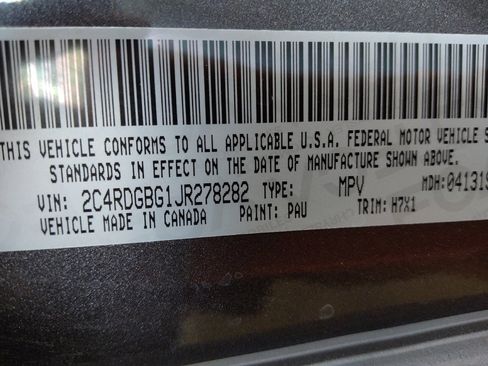 THIS VEHICLE CONFORMS TO ALL APPLICABLE U.S.A. FEDERAL MOTOR VEHICLE S
STANDARDS IN EFFECT ON THE DATE OF MANUFACTURE SHOWN ABOVE.
VIN: 2C4RDGBG1JR278282 TYPE: MPV MDH: 041319
VEHICLE MADE IN CANADA PAINT: PAU TRIM: H7X1